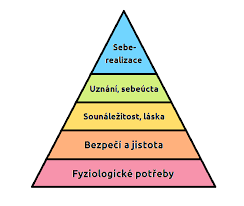 Sebe-
realizace
Uznání, sebeúcta
Sounáležitost, láska
Bezpečí a jistota
Fyziologické potřeby